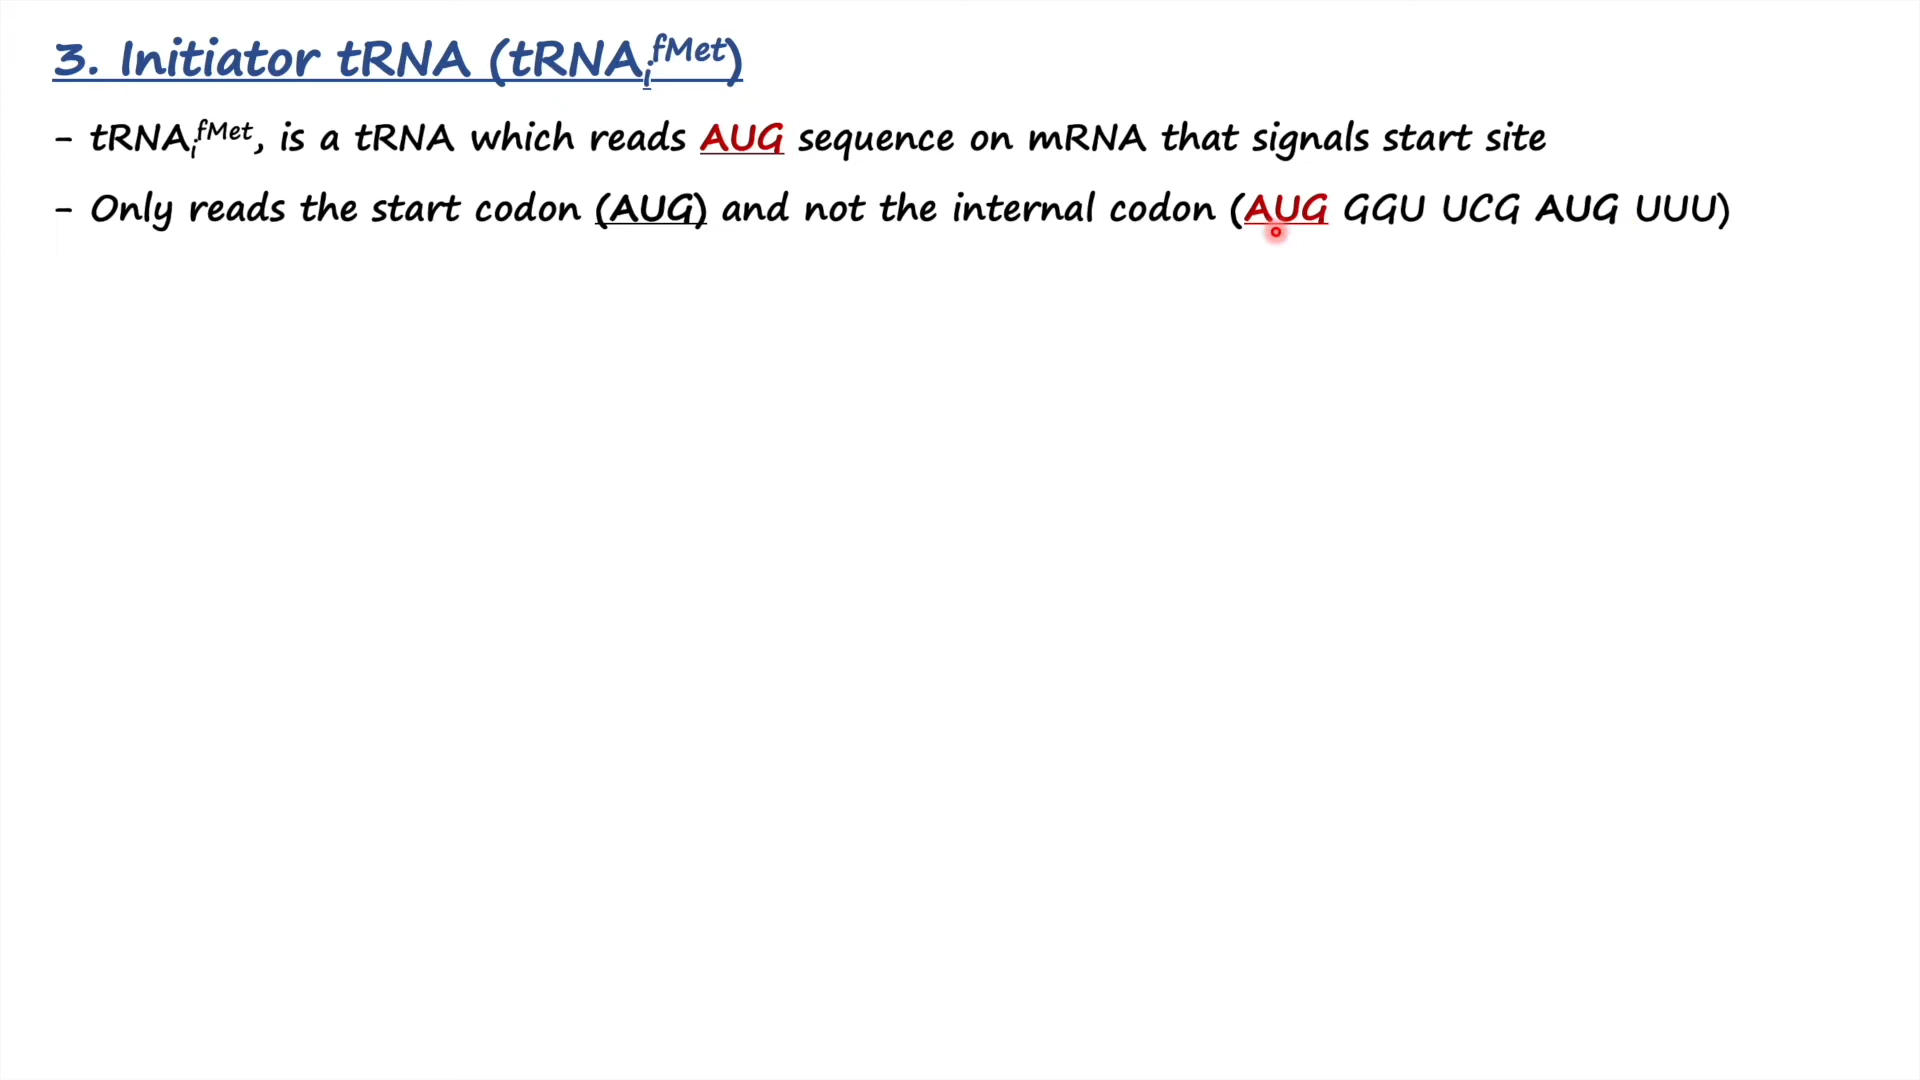 3. Initiator tRNA (tRNAᵢfMet)
- tRNAᵢfMet, is a tRNA which reads AUG sequence on mRNA that signals start site
- Only reads the start codon (AUG) and not the internal codon (AUG GGU UCG AUG UUU)